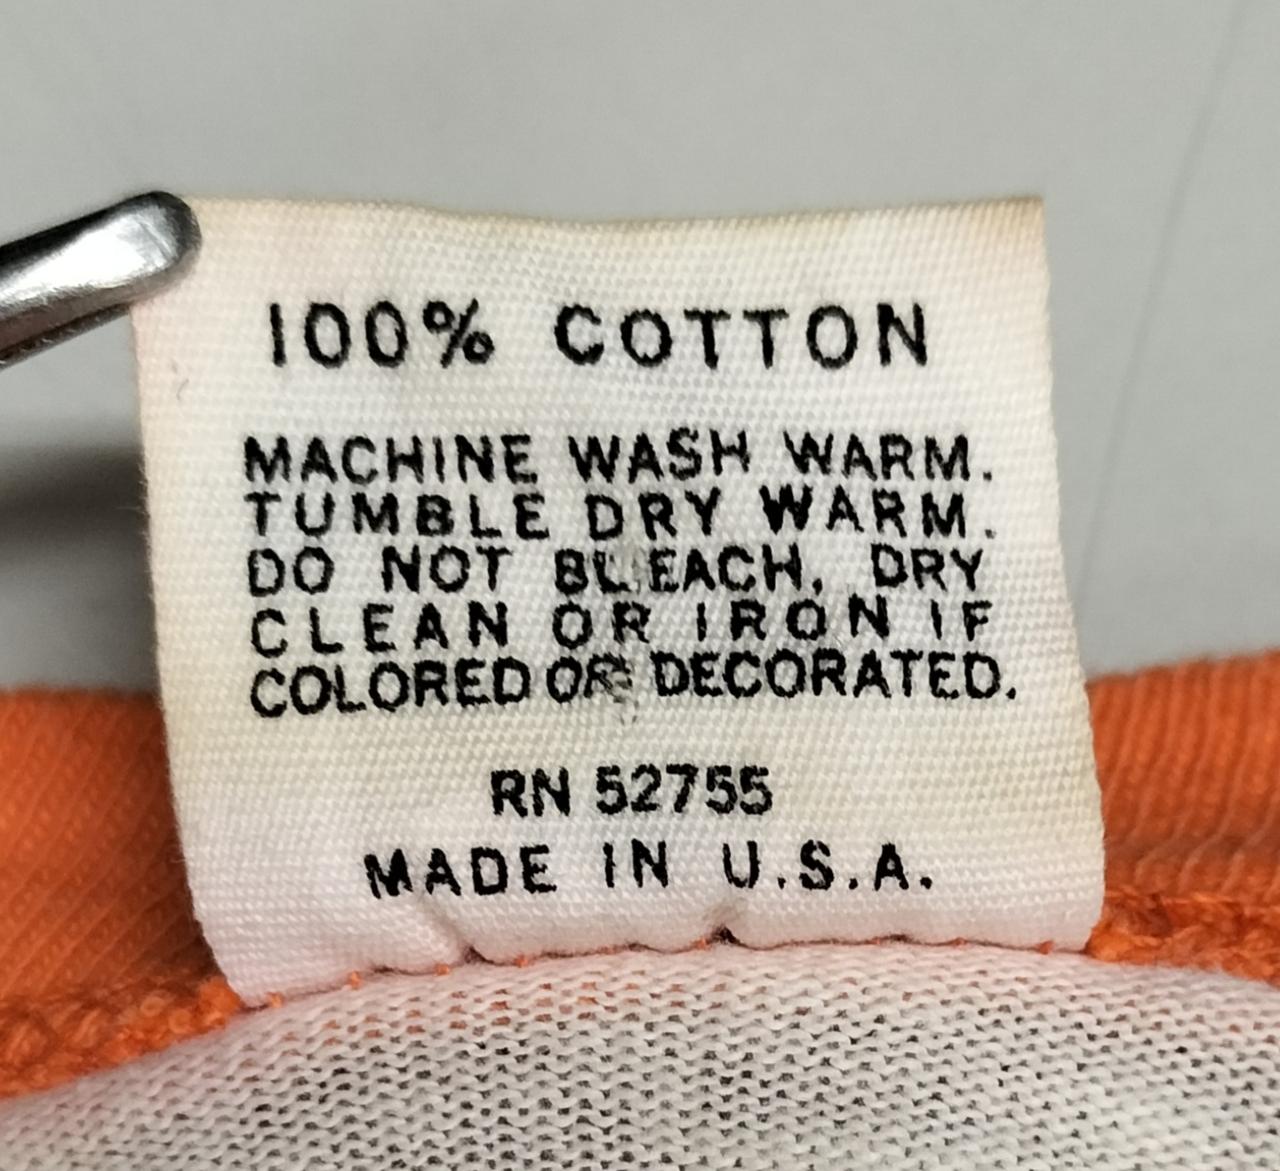 100% COTTON
MACHINE WASH WARM.
TUMBLE DRY WARM.
DO NOT BLEACH. DRY
CLEAN OR IRON IF
COLORED OR DECORATED.
RN 52755
MADE IN U.S.A.